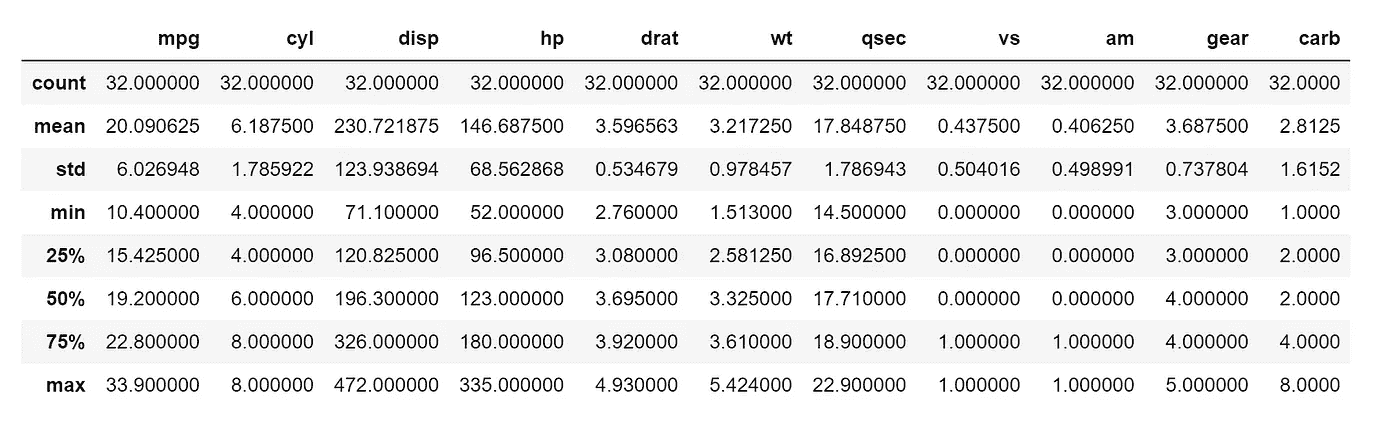 mpg cyl disp hp drat wt qsec vs am gear carb
count 32.000000 32.000000 32.000000 32.000000 32.000000 32.000000 32.000000 32.000000 32.000000 32.000000 32.0000
mean 20.090625 6.187500 230.721875 146.687500 3.596563 3.217250 17.848750 0.437500 0.406250 3.687500 2.8125
std 6.026948 1.785922 123.938694 68.562868 0.534679 0.978457 1.786943 0.504016 0.498991 0.737804 1.6152
min 10.400000 4.000000 71.100000 52.000000 2.760000 1.513000 14.500000 0.000000 0.000000 3.000000 1.0000
25% 15.425000 4.000000 120.825000 96.500000 3.080000 2.581250 16.892500 0.000000 0.000000 3.000000 2.0000
50% 19.200000 6.000000 196.300000 123.000000 3.695000 3.325000 17.710000 0.000000 0.000000 4.000000 2.0000
75% 22.800000 8.000000 326.000000 180.000000 3.920000 3.610000 18.900000 1.000000 1.000000 4.000000 4.0000
max 33.900000 8.000000 472.000000 335.000000 4.930000 5.424000 22.900000 1.000000 1.000000 5.000000 8.0000